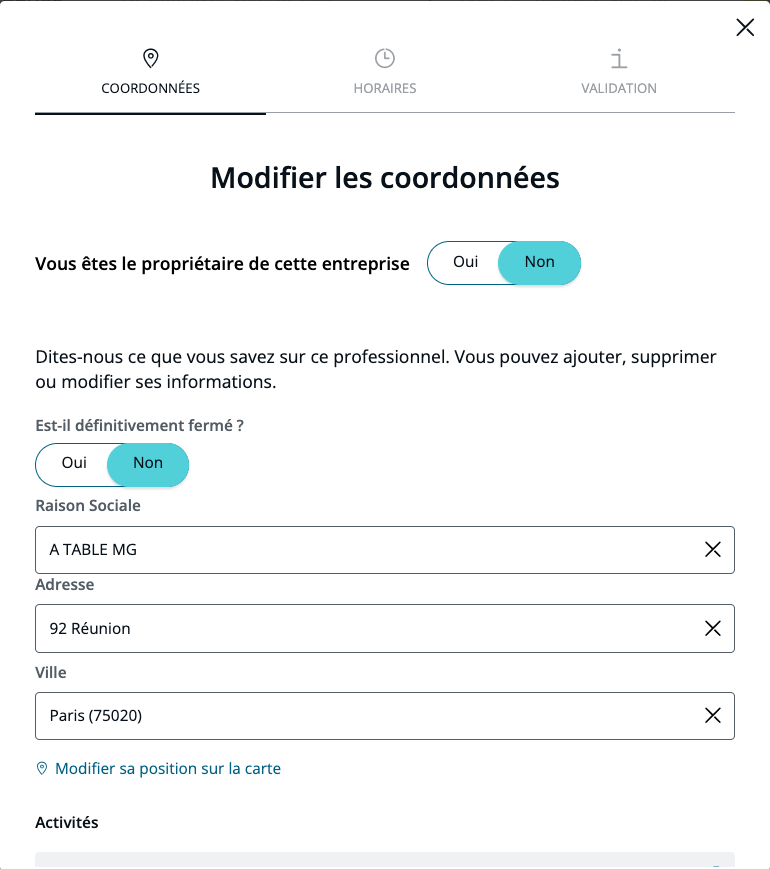 COORDONNÉES
HORAIRES
VALIDATION
Modifier les coordonnées
Vous êtes le propriétaire de cette entreprise
Oui
Non
Dites-nous ce que vous savez sur ce professionnel. Vous pouvez ajouter, supprimer
ou modifier ses informations.
Est-il définitivement fermé ?
Oui
Non
Raison Sociale
A TABLE MG
Adresse
92 Réunion
Ville
Paris (75020)
Modifier sa position sur la carte
Activités